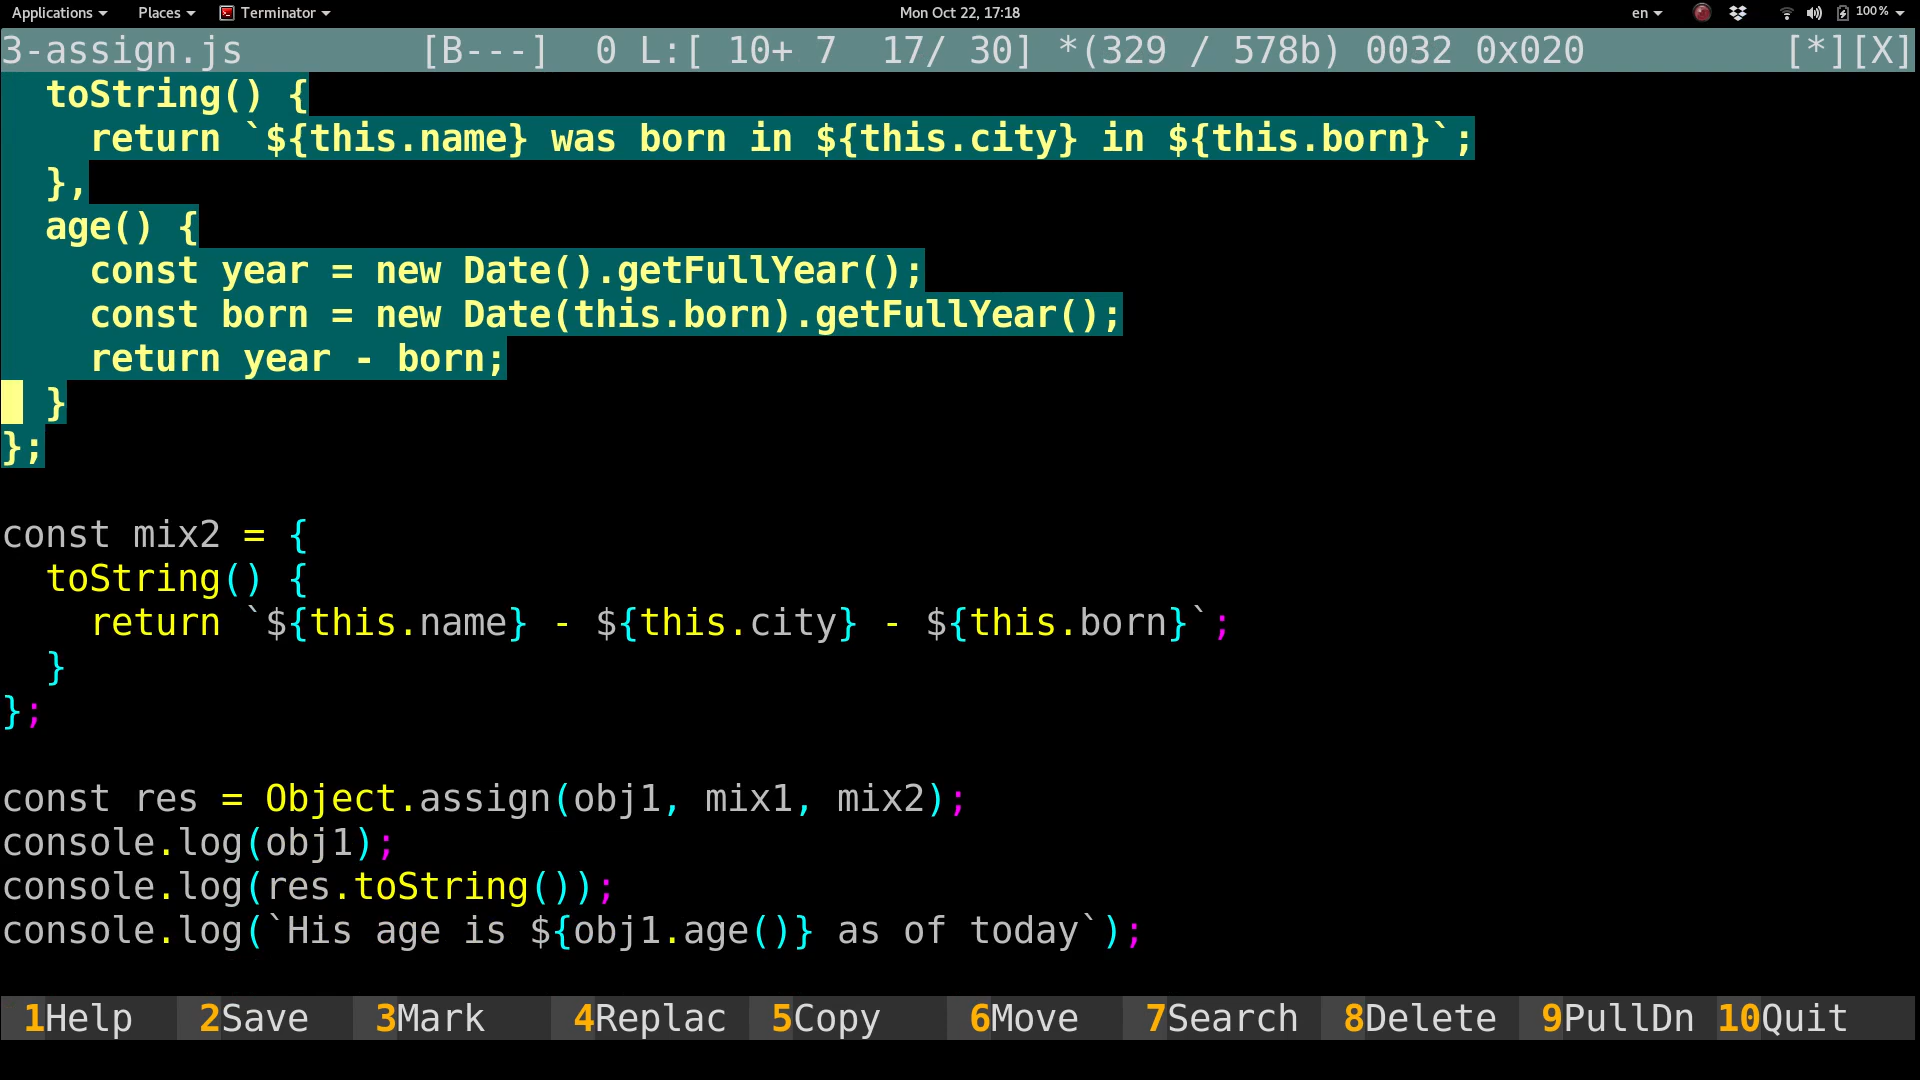 Applications Places Terminator Mon Oct 22, 17:18 en 100%
3-assign.js [B---] 0 L:[ 10+ 7 17/ 30] *(329 / 578b) 0032 0x020 [*][X]
  toString() {
    return `${this.name} was born in ${this.city} in ${this.born}`;
  },
  age() {
    const year = new Date().getFullYear();
    const born = new Date(this.born).getFullYear();
    return year - born;
  }
};

const mix2 = {
  toString() {
    return `${this.name} - ${this.city} - ${this.born}`;
  }
};

const res = Object.assign(obj1, mix1, mix2);
console.log(obj1);
console.log(res.toString());
console.log(`His age is ${obj1.age()} as of today`);
1Help 2Save 3Mark 4Replac 5Copy 6Move 7Search 8Delete 9PullDn 10Quit